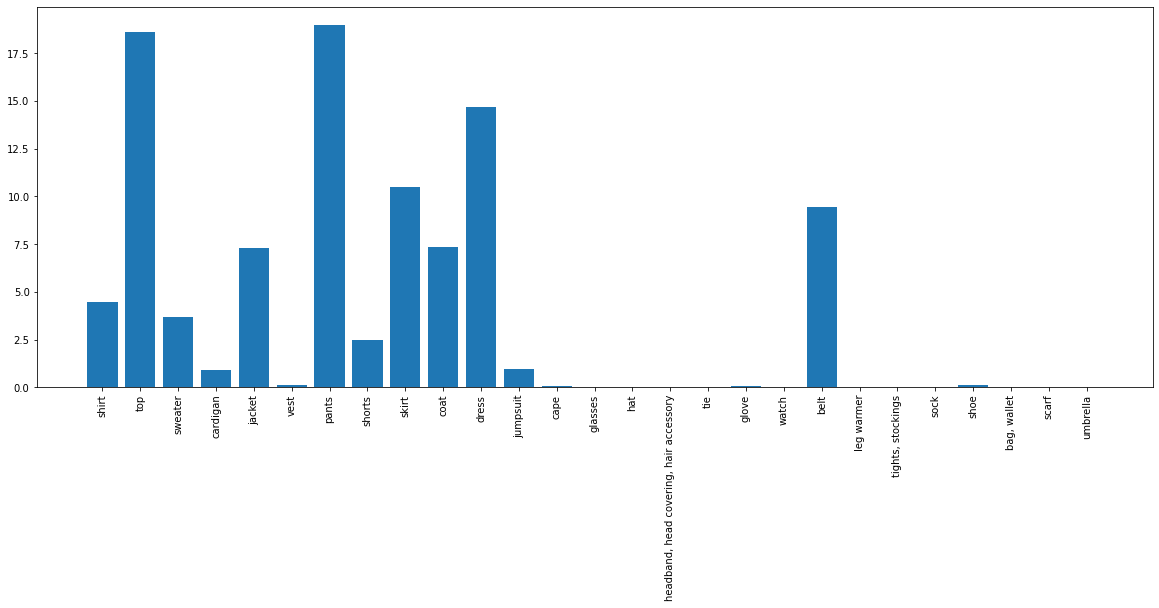 17.5
15.0
12.5
10.0
7.5
5.0
2.5
0.0
shirt
top
sweater
cardigan
jacket
vest
pants
shorts
skirt
coat
dress
jumpsuit
cape
glasses
hat
headband, head covering, hair accessory
tie
glove
watch
belt
leg warmer
tights, stockings
sock
shoe
bag, wallet
scarf
umbrella